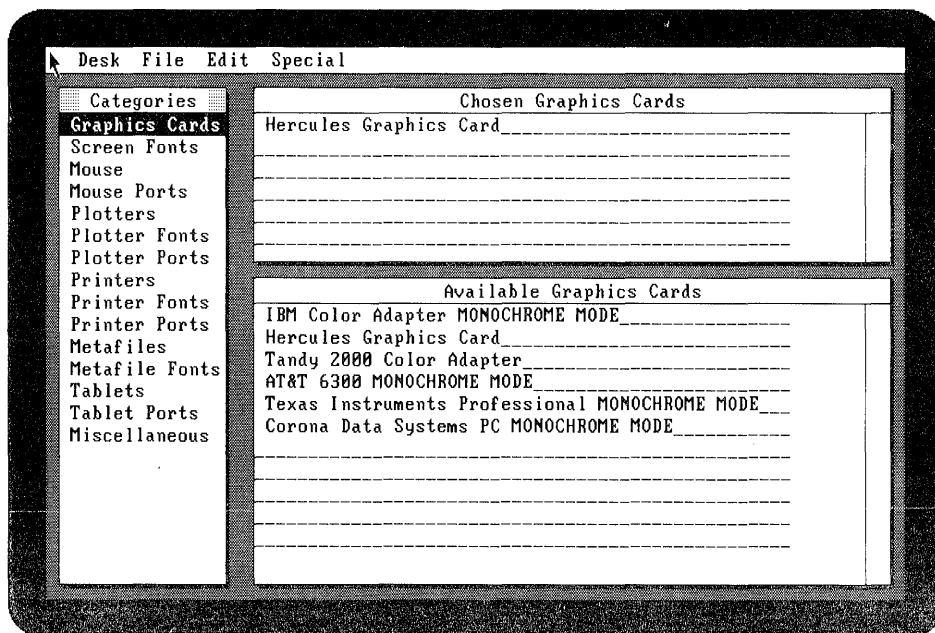 Desk File Edit Special
Categories
Graphics Cards
Screen Fonts
Mouse
Mouse Ports
Plotters
Plotter Fonts
Plotter Ports
Printers
Printer Fonts
Printer Ports
Metafiles
Metafile Fonts
Tablets
Tablet Ports
Miscellaneous
Chosen Graphics Cards
Hercules Graphics Card
Available Graphics Cards
IBM Color Adapter MONOCHROME MODE
Hercules Graphics Card
Tandy 2000 Color Adapter
AT&T 6300 MONOCHROME MODE
Texas Instruments Professional MONOCHROME MODE
Corona Data Systems PC MONOCHROME MODE